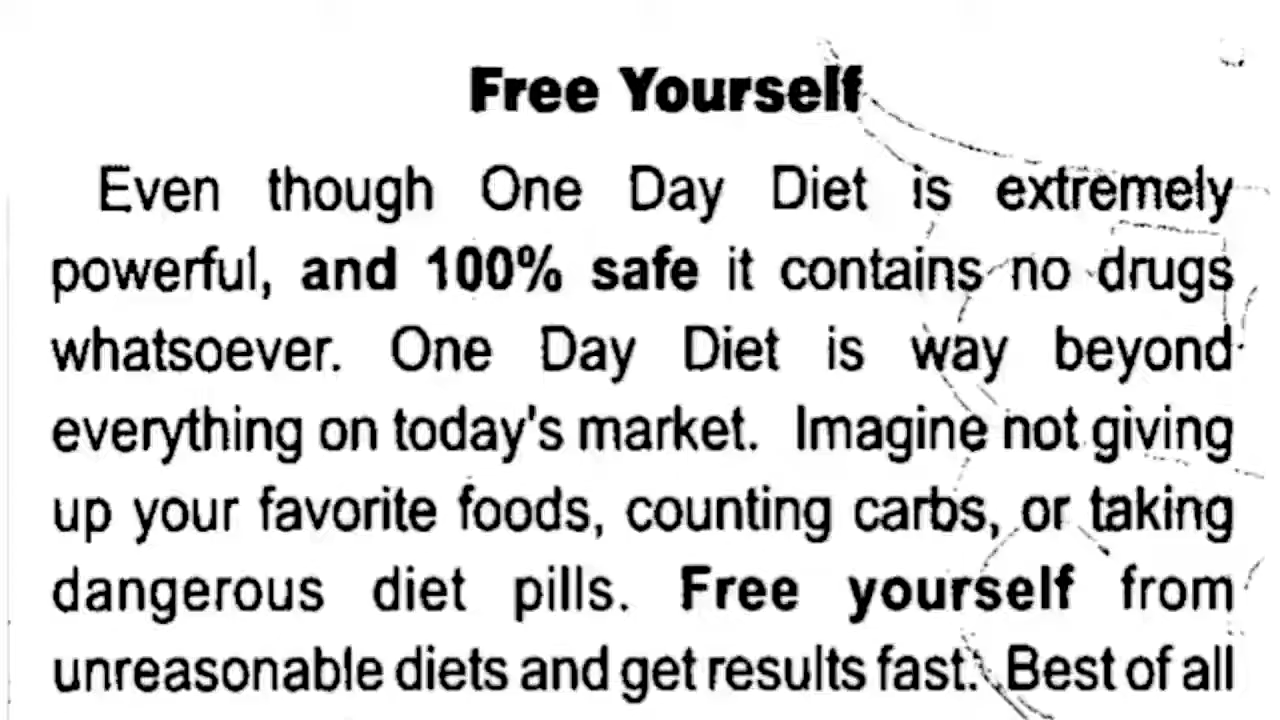 Free Yourself
Even though One Day Diet is extremely
powerful, and 100% safe it contains no drugs
whatsoever. One Day Diet is way beyond
everything on today's market. Imagine not giving
up your favorite foods, counting carbs, or taking
dangerous diet pills. Free yourself from
unreasonable diets and get results fast. Best of all